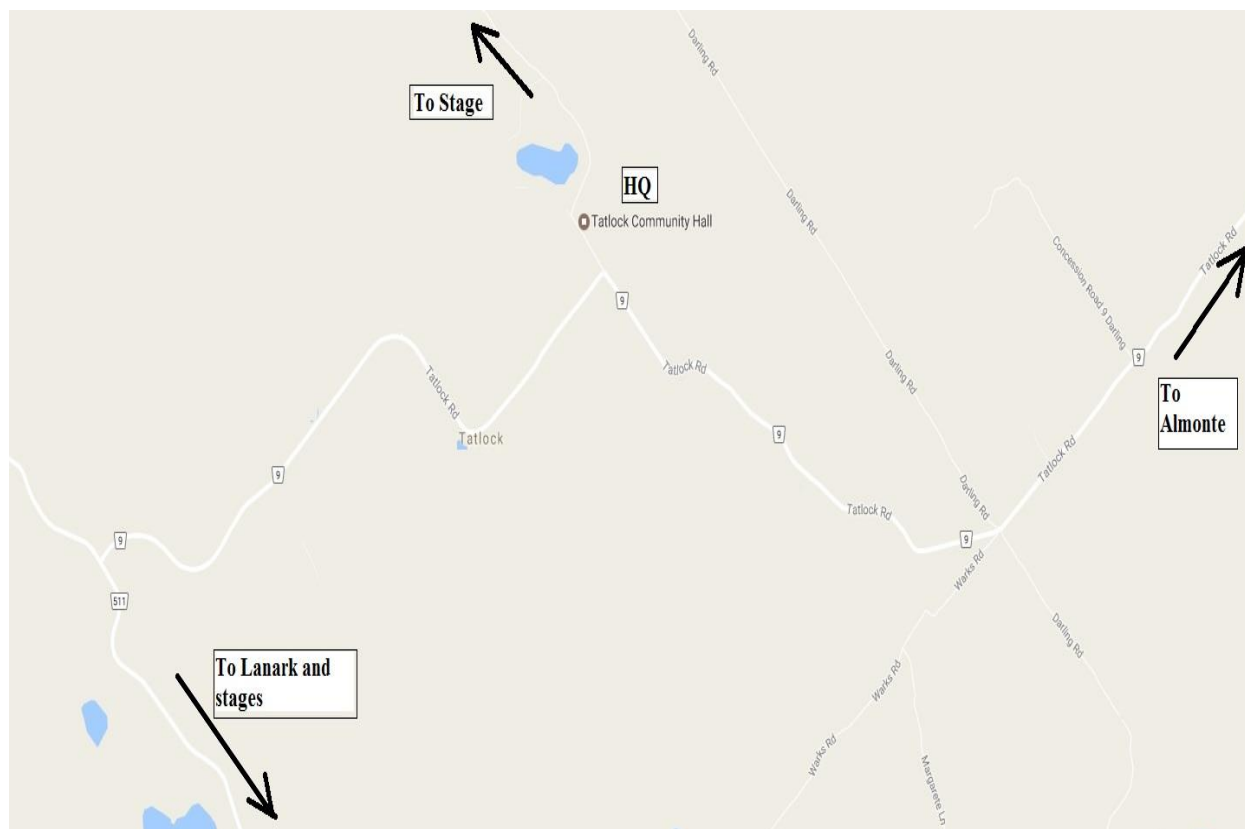 Darling Rd
To Stage
HQ
Tatlock Community Hall
Darling Rd
Tatlock Rd
Concession Road 9 Darling
9
9
Tatlock Rd
Darling Rd
Tatlock Rd
To
Almonte
Tatlock
9
Tatlock Rd
9
Darling Rd
Tatlock Rd
9
9
Warks Rd
511
Darling Rd
To Lanark and
stages
Warks Rd
Warks Rd
Margarete Ln